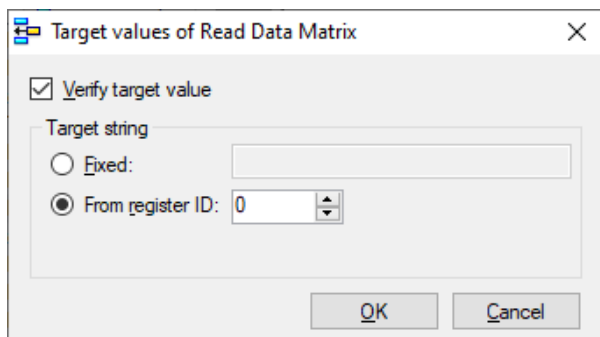 Target values of Read Data Matrix
Verify target value
Target string
Fixed:
From register ID: 0
OK Cancel